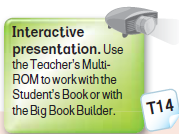 Interactive
presentation. Use
the Teacher's Multi-
ROM to work with the
Student's Book or with
the Big Book Builder.
T14